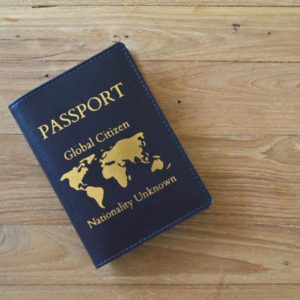 PASSPORT
Global Citizen
Nationality Unknown